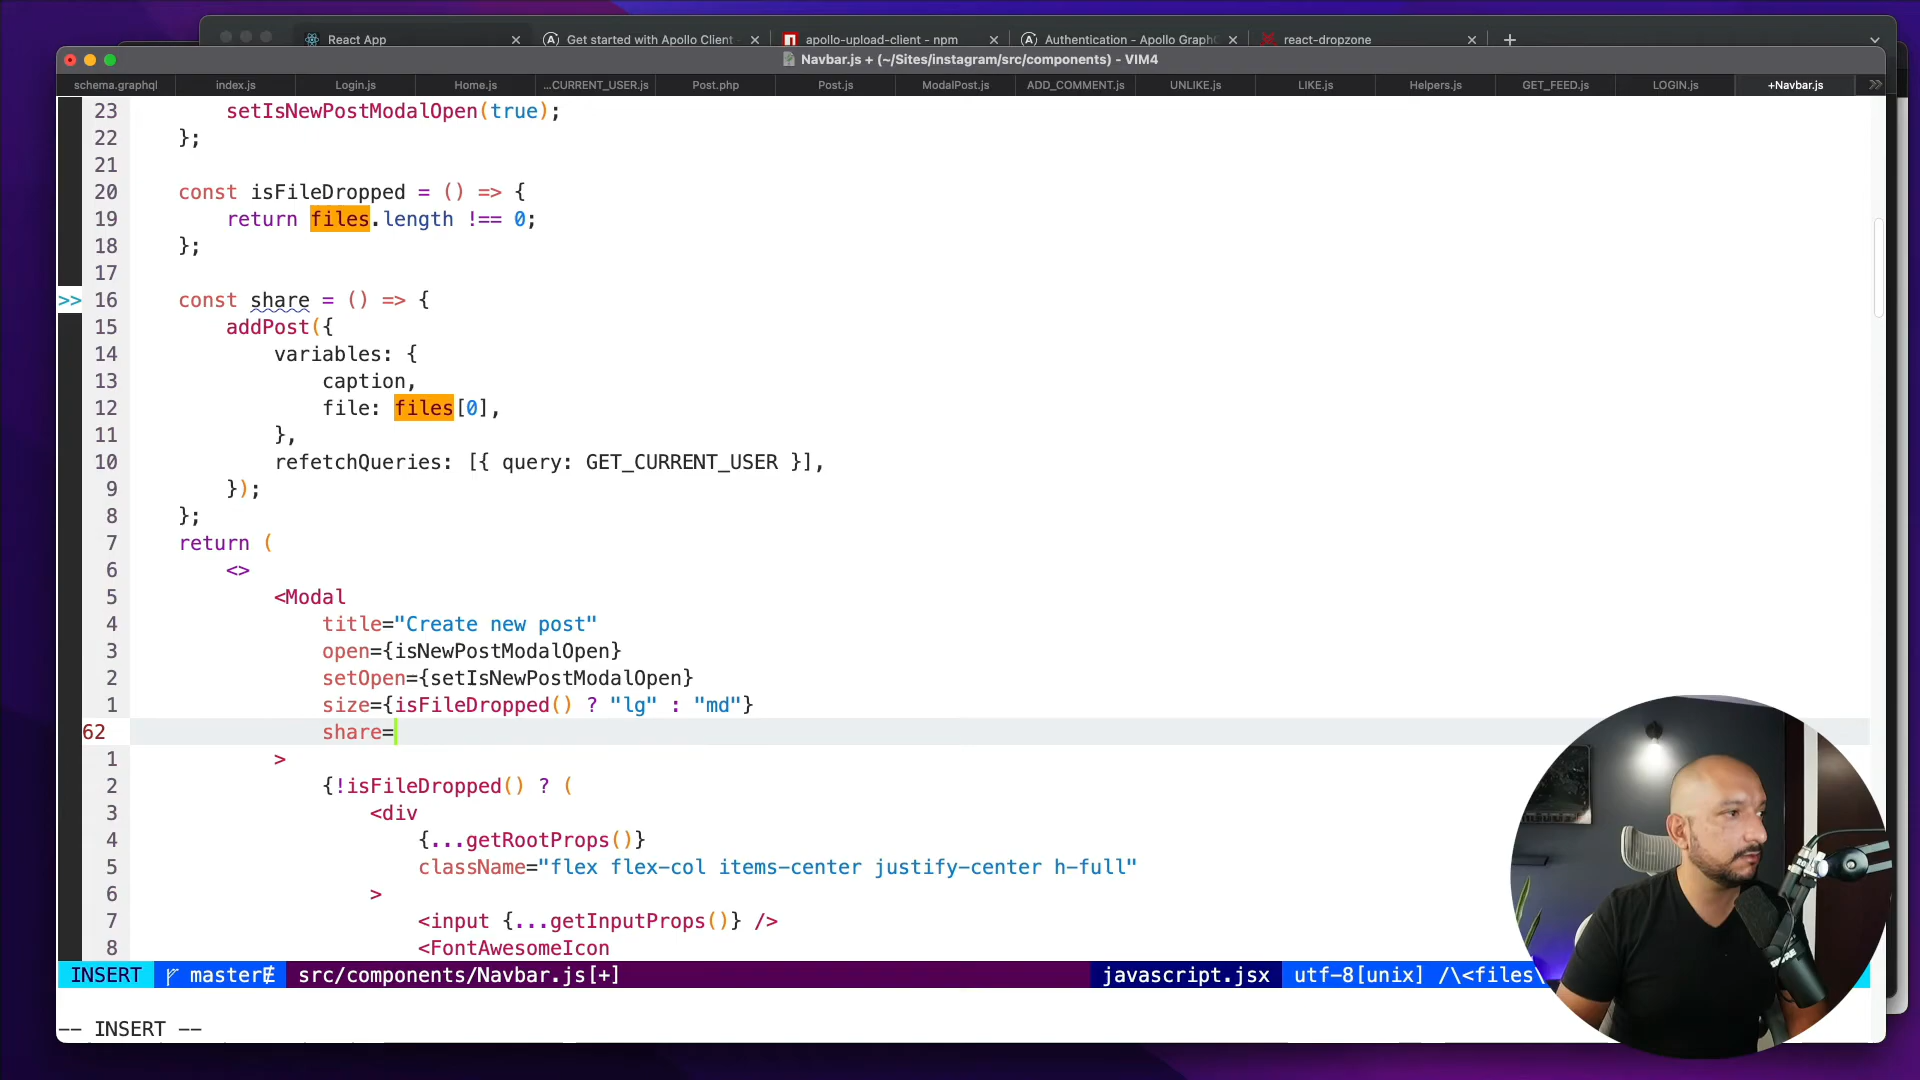 React App
Get started with Apollo Client -
apollo-upload-client - npm
Authentication - Apollo GraphQ
react-dropzone
Navbar.js + (~/Sites/instagram/src/components) - VIM4
schema.graphql
index.js
Login.js
Home.js
...CURRENT_USER.js
Post.php
Post.js
ModalPost.js
ADD_COMMENT.js
UNLIKE.js
LIKE.js
Helpers.js
GET_FEED.js
LOGIN.js
+Navbar.js
23 setIsNewPostModalOpen(true);
22 };
21
20 const isFileDropped = () => {
19 return files.length !== 0;
18 };
17
>> 16 const share = () => {
15 addPost({
14 variables: {
13 caption,
12 file: files[0],
11 },
10 refetchQueries: [{ query: GET_CURRENT_USER }],
9 });
8 };
7 return (
6 <>
5 <Modal
4 title="Create new post"
3 open={isNewPostModalOpen}
2 setOpen={setIsNewPostModalOpen}
1 size={isFileDropped() ? "lg" : "md"}
62 share=
1 >
2 {!isFileDropped() ? (
3 <div
4 {...getRootProps()}
5 className="flex flex-col items-center justify-center h-full"
6 >
7 <input {...getInputProps()} />
8 <FontAwesomeIcon
INSERT master src/components/Navbar.js[+] javascript.jsx utf-8[unix] /\<files\
-- INSERT --